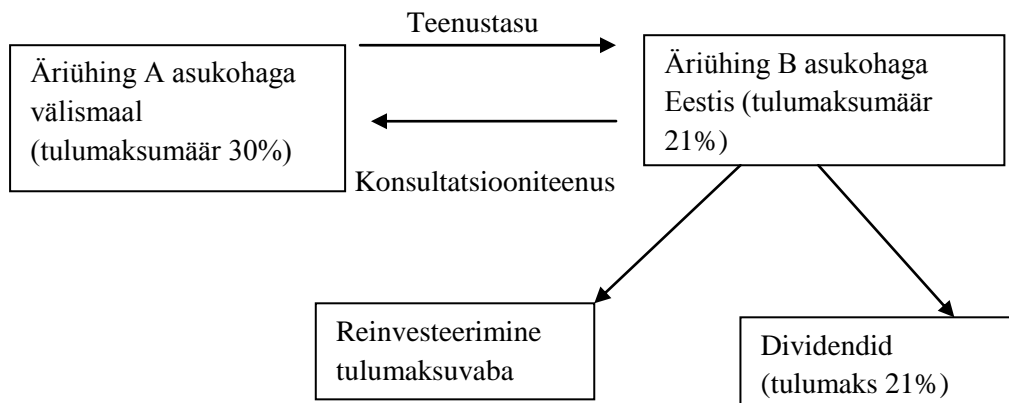 Teenustasu
Äriühing A asukohaga
välismaal
(tulumaksumäär 30%)
Äriühing B asukohaga
Eestis (tulumaksumäär
21%)
Konsultatsiooniteenus
Reinvesteerimine
tulumaksuvaba
Dividendid
(tulumaks 21%)